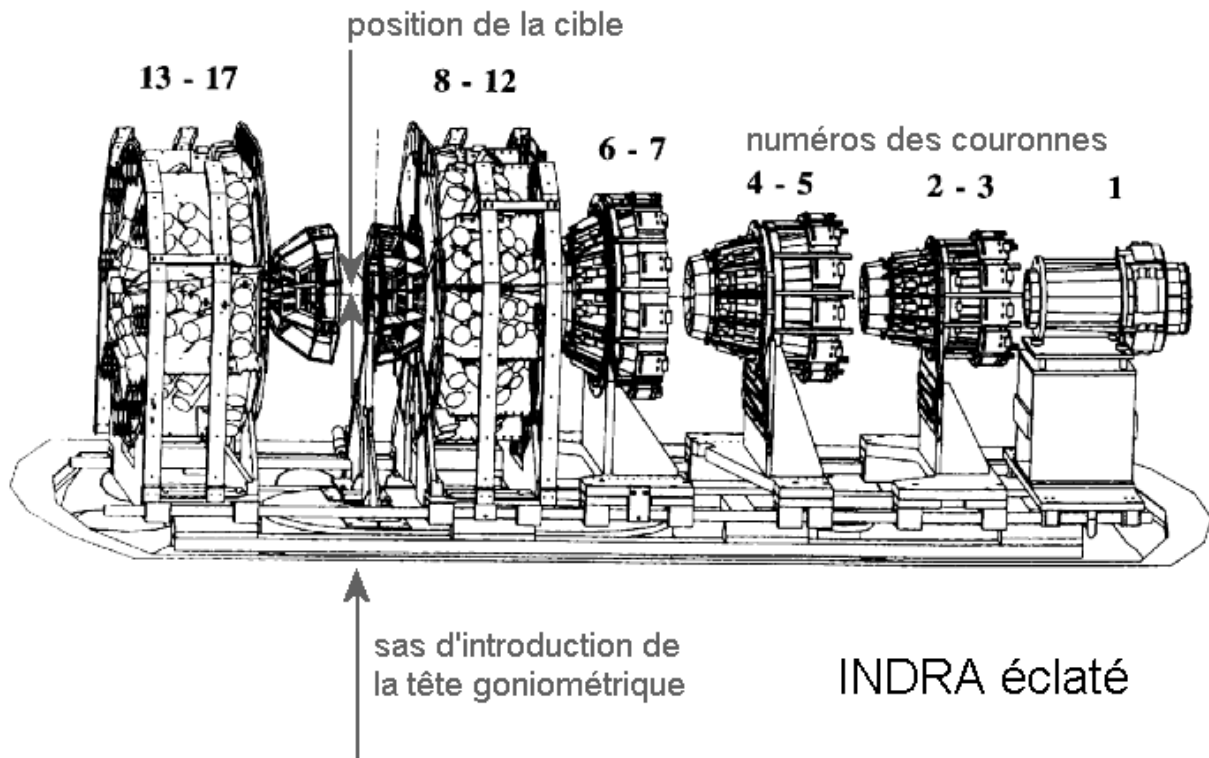 position de la cible
13 - 17
8 - 12
6 - 7
numéros des couronnes
4 - 5
2 - 3
1
sas d'introduction de
la tête goniométrique
INDRA éclaté